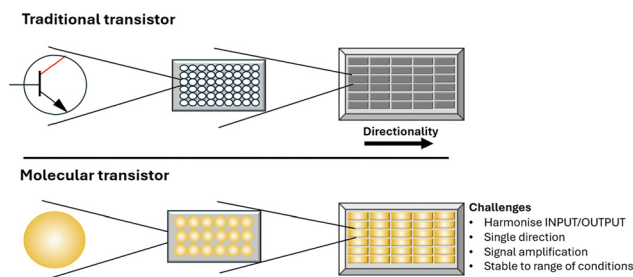 Traditional transistor
Directionality
Molecular transistor
Challenges
• Harmonise INPUT/OUTPUT
• Single direction
• Signal amplification
• Stable to range of conditions